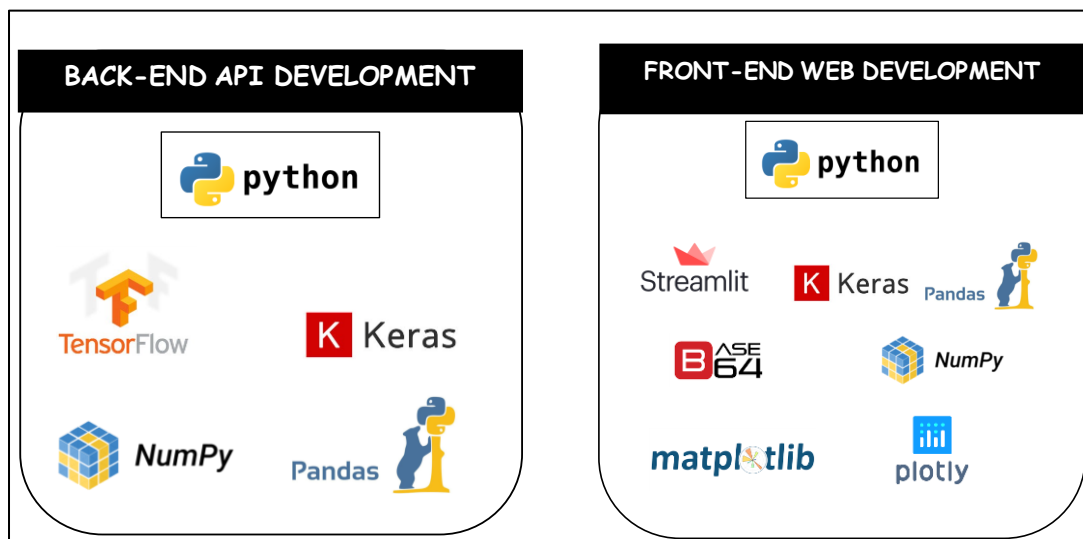 BACK-END API DEVELOPMENT
python
TensorFlow
K Keras
NumPy
Pandas
FRONT-END WEB DEVELOPMENT
python
Streamlit
K Keras
Pandas
BASE
64
NumPy
matplotlib
plotly